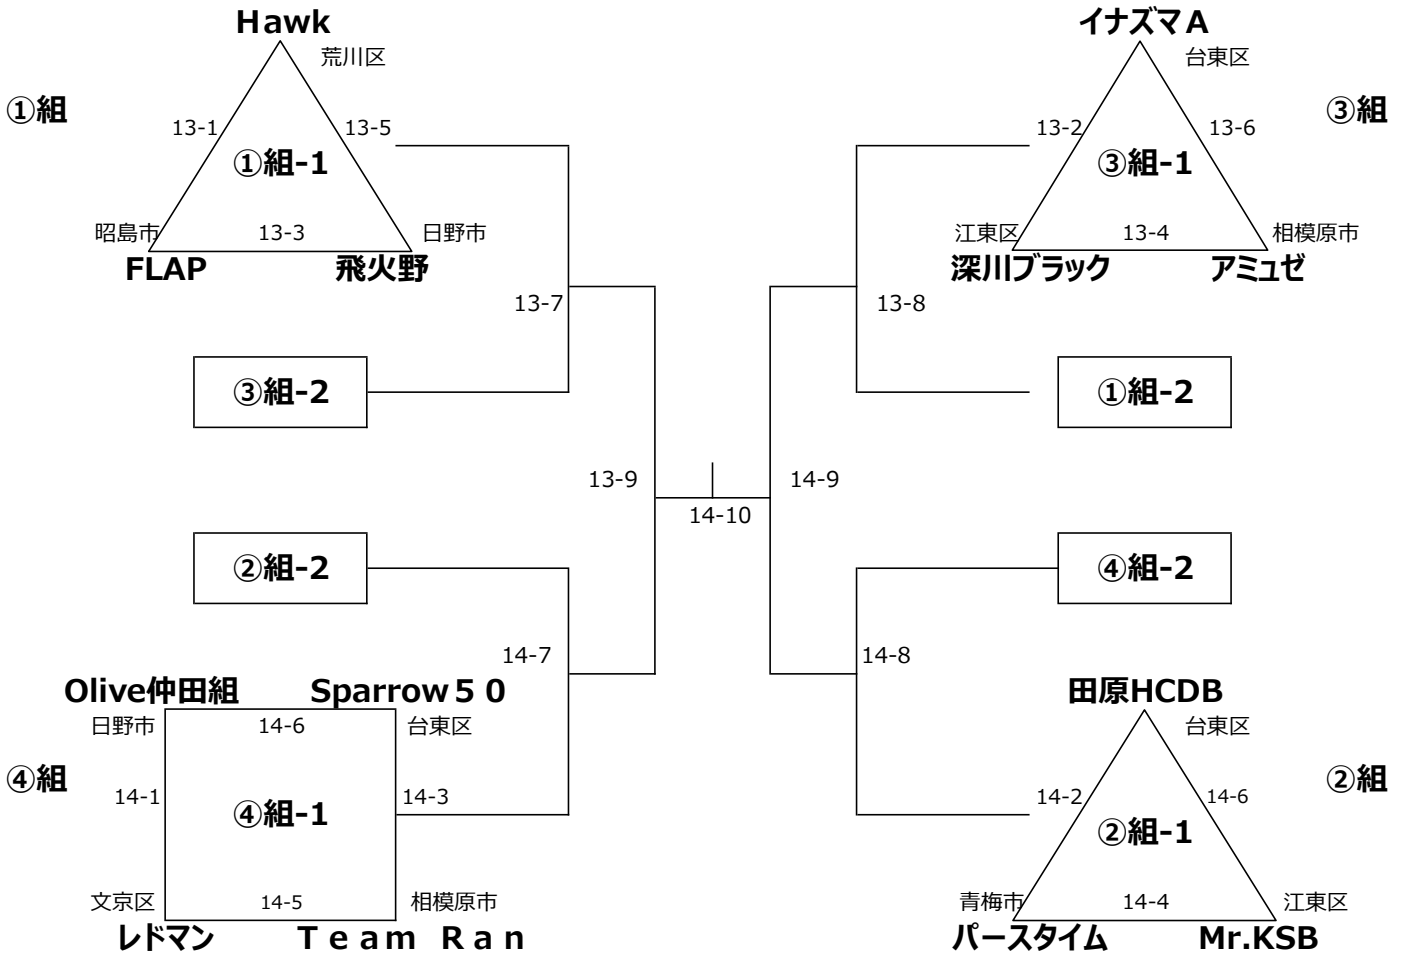 Hawk
荒川区
①組
13-1
13-5
①組-1
昭島市
13-3
日野市
FLAP
飛火野
イナズマA
台東区
③組
13-2
13-6
③組-1
江東区
13-4
相模原市
深川ブラック
アミュゼ
13-7
13-8
③組-2
①組-2
13-9
14-9
14-10
②組-2
④組-2
14-7
14-8
Olive仲田組
Sparrow５０
日野市
14-6
台東区
④組
14-1
14-3
④組-1
文京区
14-5
相模原市
レドマン
Ｔｅａｍ Ｒａｎ
田原HCDB
台東区
②組
14-2
14-6
②組-1
青梅市
14-4
江東区
パースタイム
Mr.KSB